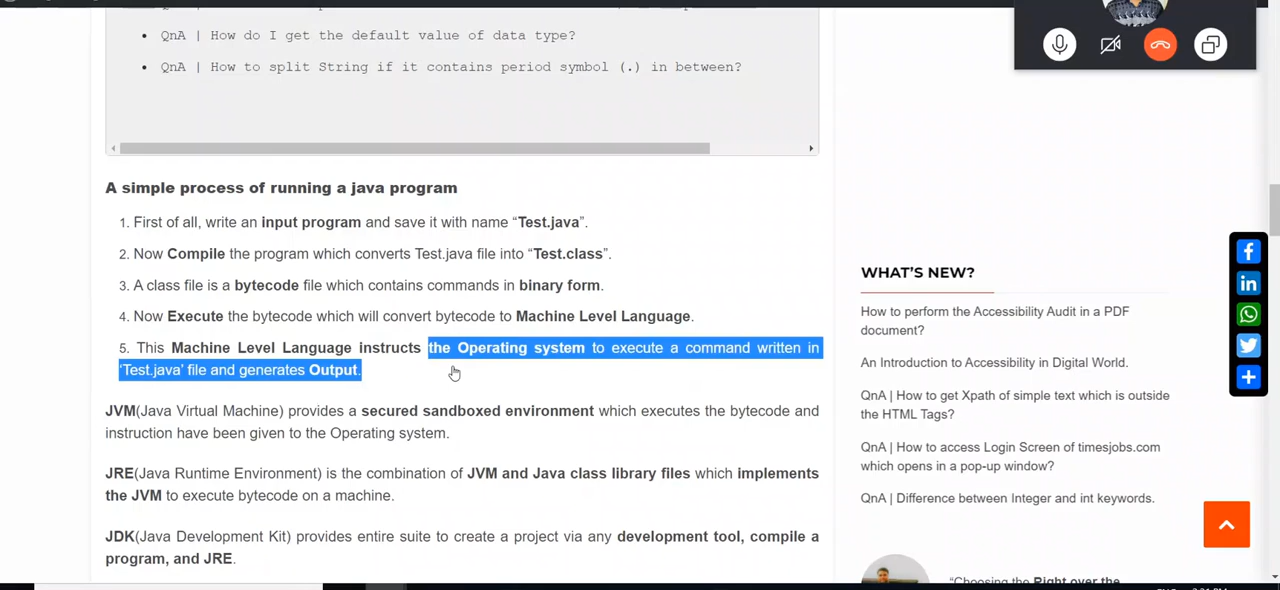 QnA | How do I get the default value of data type?
QnA | How to split String if it contains period symbol (.) in between?
A simple process of running a java program
1. First of all, write an input program and save it with name “Test.java”.
2. Now Compile the program which converts Test.java file into “Test.class”.
3. A class file is a bytecode file which contains commands in binary form.
4. Now Execute the bytecode which will convert bytecode to Machine Level Language.
5. This Machine Level Language instructs the Operating system to execute a command written in
‘Test.java’ file and generates Output.
JVM(Java Virtual Machine) provides a secured sandboxed environment which executes the bytecode and
instruction have been given to the Operating system.
JRE(Java Runtime Environment) is the combination of JVM and Java class library files which implements
the JVM to execute bytecode on a machine.
JDK(Java Development Kit) provides entire suite to create a project via any development tool, compile a
program, and JRE.
WHAT’S NEW?
How to perform the Accessibility Audit in a PDF
document?
An Introduction to Accessibility in Digital World.
QnA | How to get Xpath of simple text which is outside
the HTML Tags?
QnA | How to access Login Screen of timesjobs.com
which opens in a pop-up window?
QnA | Difference between Integer and int keywords.
“Choosing the Right over the